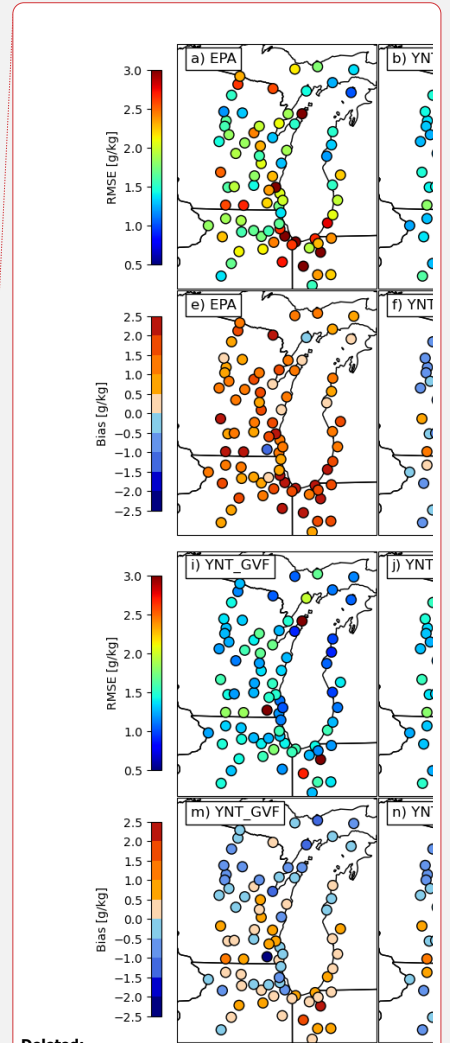 a) EPA
b) YNT
3.0
2.5
2.0
1.5
1.0
0.5
RMSE [g/kg]
e) EPA
f) YNT
2.5
2.0
1.5
1.0
0.5
0.0
−0.5
−1.0
−1.5
−2.0
−2.5
Bias [g/kg]
i) YNT_GVF
j) YNT
3.0
2.5
2.0
1.5
1.0
0.5
RMSE [g/kg]
m) YNT_GVF
n) YNT
2.5
2.0
1.5
1.0
0.5
0.0
−0.5
−1.0
−1.5
−2.0
−2.5
Bias [g/kg]
Deleted: